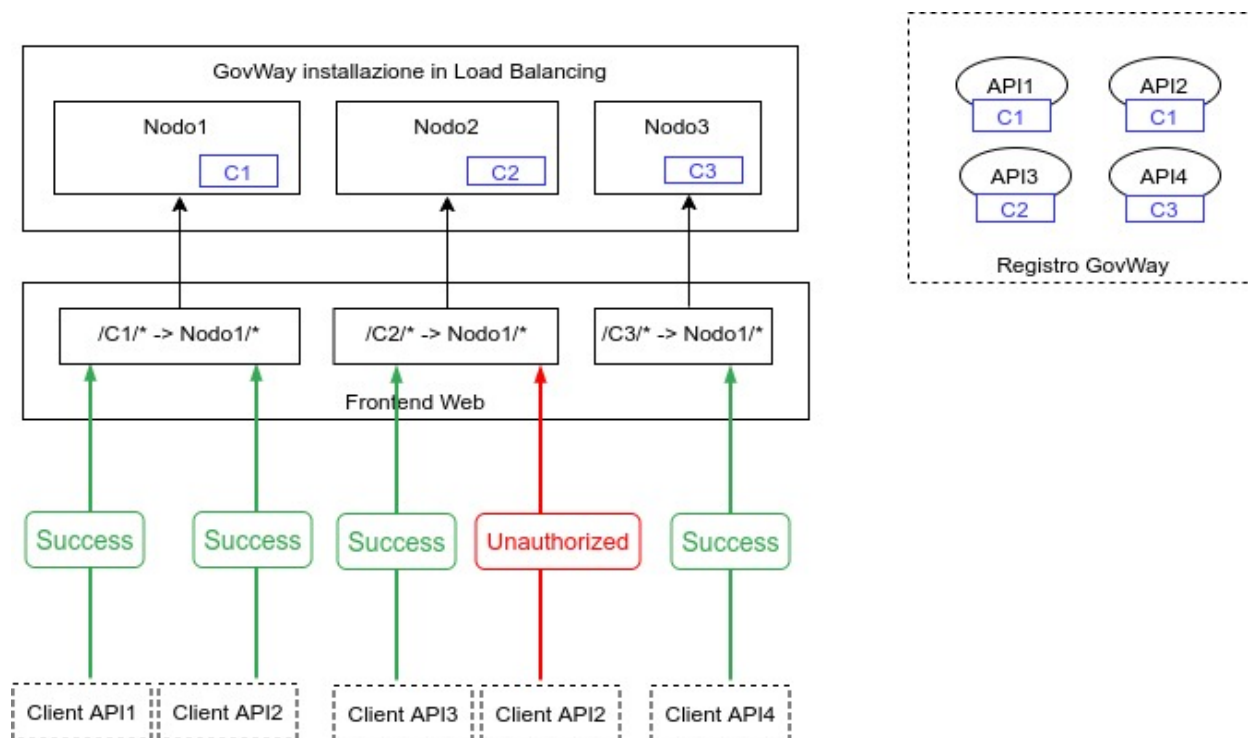 GovWay installazione in Load Balancing
Nodo1
C1
Nodo2
C2
Nodo3
C3
/C1/* -> Nodo1/*
/C2/* -> Nodo1/*
/C3/* -> Nodo1/*
Frontend Web
Success
Success
Success
Unauthorized
Success
Client API1
Client API2
Client API3
Client API2
Client API4
API1
C1
API2
C1
API3
C2
API4
C3
Registro GovWay